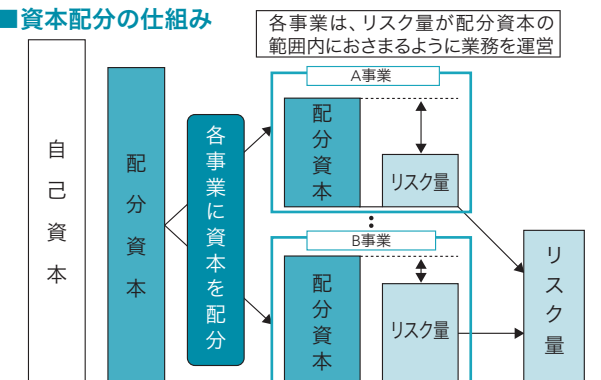 ■資本配分の仕組み
各事業は、リスク量が配分資本の
範囲内におさまるように業務を運営
自己資本
配分資本
各事業に資本を配分
A事業
配分資本
リスク量
B事業
配分資本
リスク量
リスク量